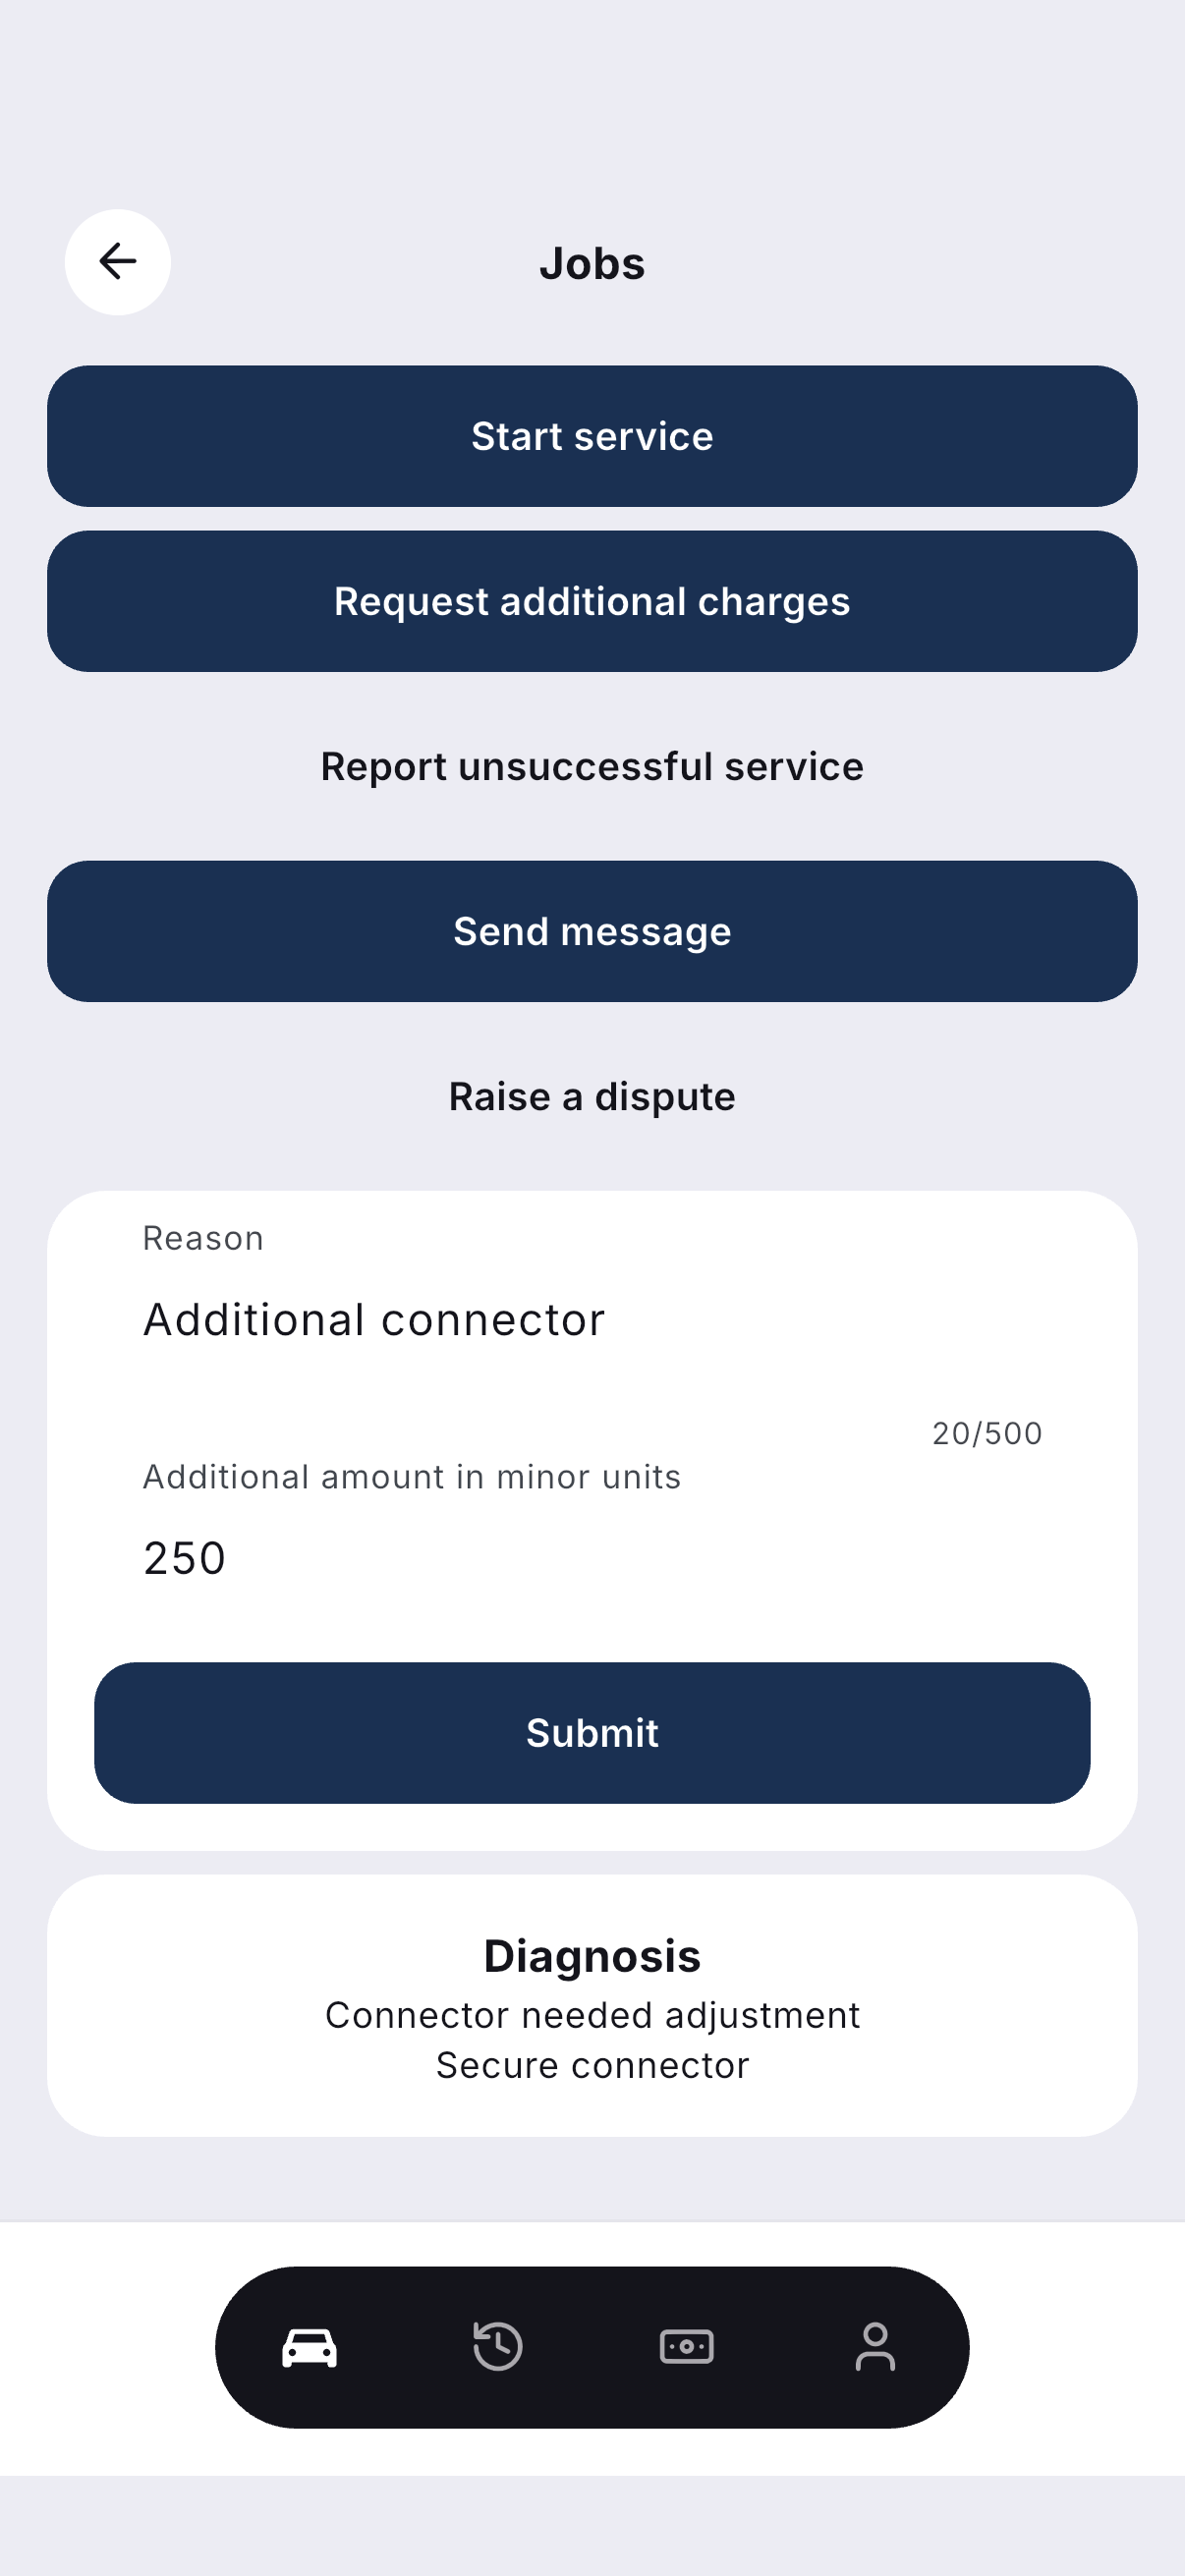 Jobs
Start service
Request additional charges
Report unsuccessful service
Send message
Raise a dispute
Reason
Additional connector
20/500
Additional amount in minor units
250
Submit
Diagnosis
Connector needed adjustment
Secure connector